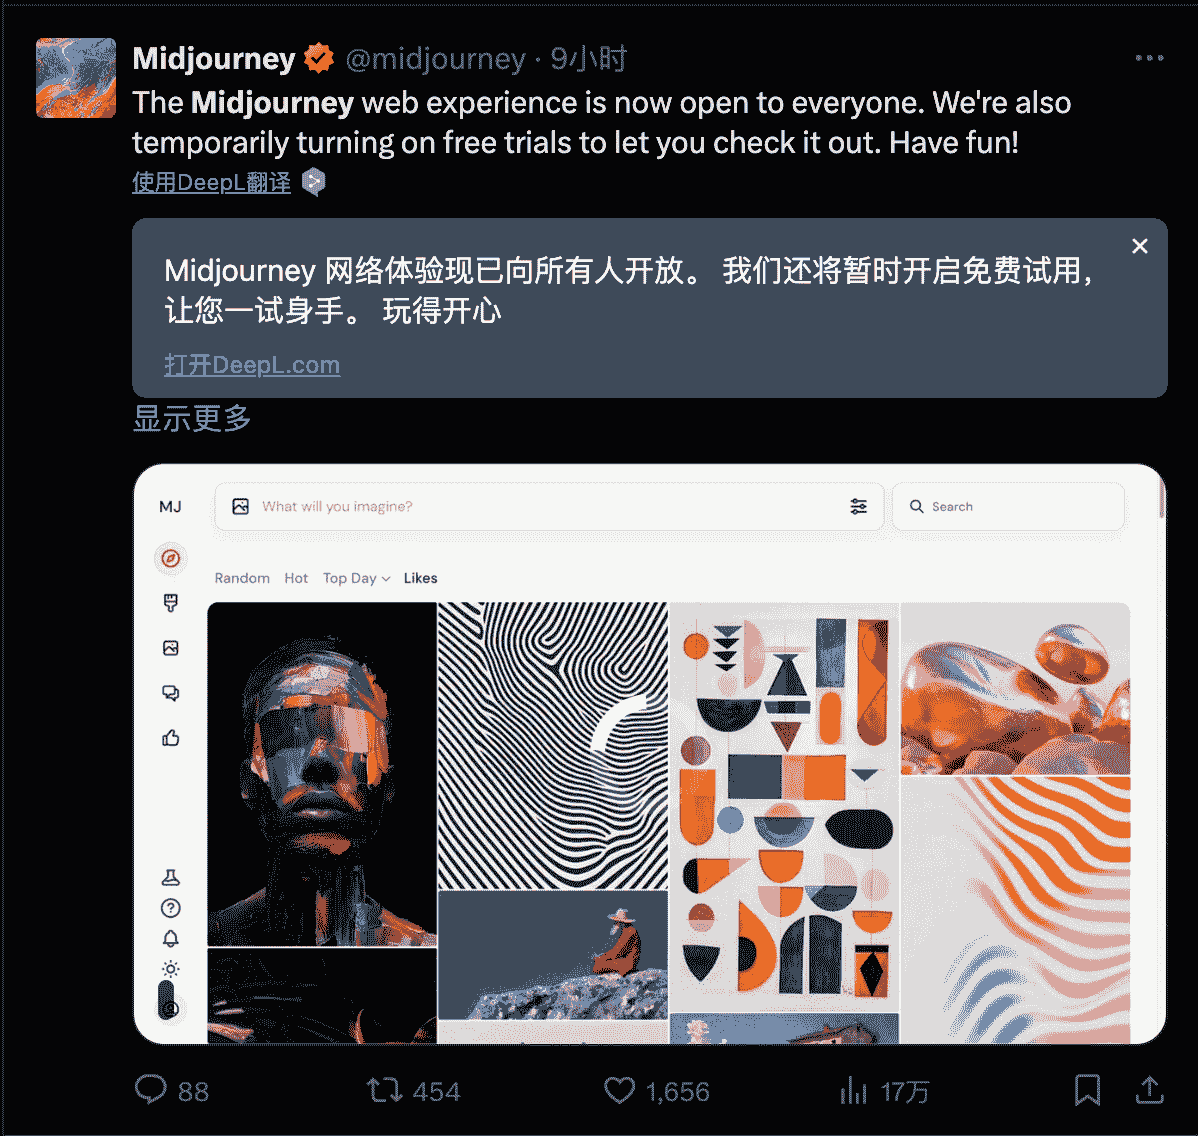 Midjourney @midjourney · 9小时
The Midjourney web experience is now open to everyone. We're also
temporarily turning on free trials to let you check it out. Have fun!
使用DeepL翻译
Midjourney 网络体验现已向所有人开放。 我们还将暂时开启免费试用，
让您一试身手。 玩得开心
打开DeepL.com
显示更多
MJ What will you imagine? Search
Random Hot Top Day Likes
88 454 1,656 17万